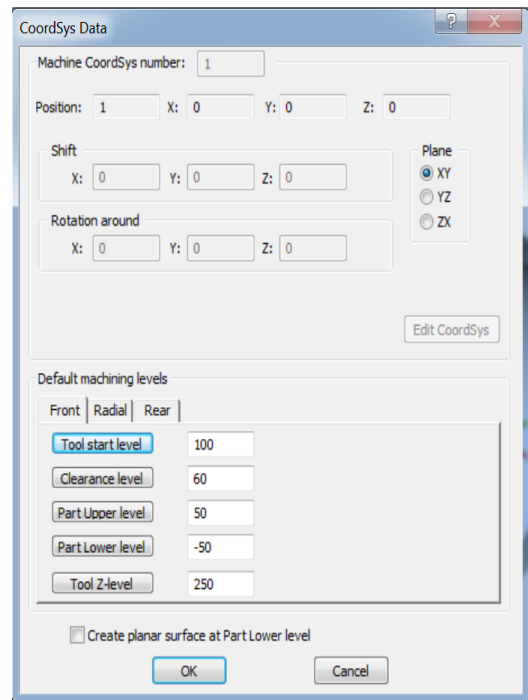 CoordSys Data
Machine CoordSys number: 1
Position: 1 X: 0 Y: 0 Z: 0
Shift
X: 0 Y: 0 Z: 0
Plane
XY
YZ
ZX
Rotation around
X: 0 Y: 0 Z: 0
Edit CoordSys
Default machining levels
Front Radial Rear
Tool start level 100
Clearance level 60
Part Upper level 50
Part Lower level -50
Tool Z-level 250
Create planar surface at Part Lower level
OK Cancel